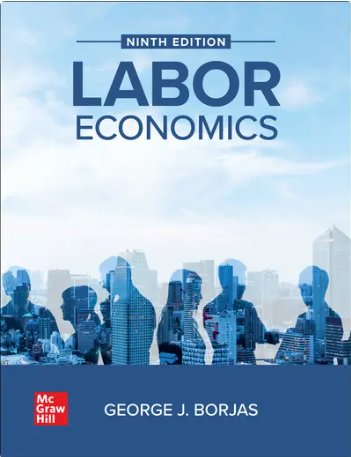 NINTH EDITION
LABOR
ECONOMICS
Mc
Graw
Hill
GEORGE J. BORJAS